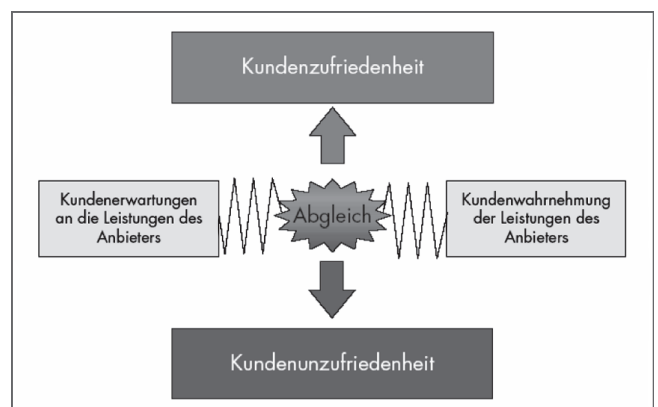 Kundenzufriedenheit
Kundenerwartungen
an die Leistungen des
Anbieters
Abgleich
Kundenwahrnehmung
der Leistungen des
Anbieters
Kundenunzufriedenheit